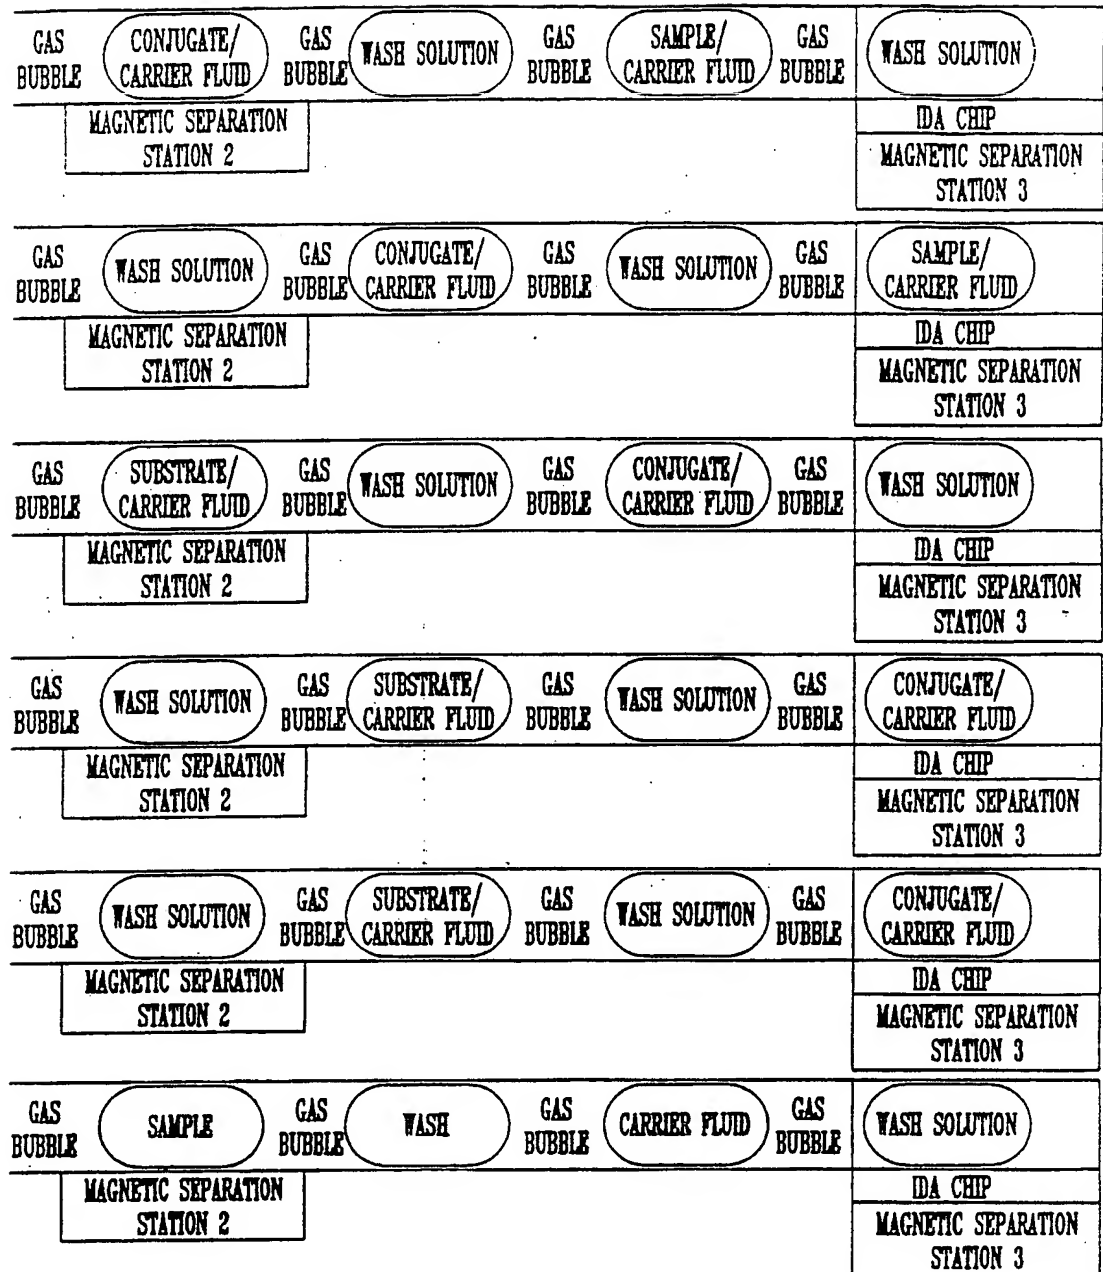 GAS BUBBLE CONJUGATE/ CARRIER FLUID GAS BUBBLE WASH SOLUTION GAS BUBBLE SAMPLE/ CARRIER FLUID GAS BUBBLE WASH SOLUTION
MAGNETIC SEPARATION
STATION 2
IDA CHIP
MAGNETIC SEPARATION
STATION 3
GAS BUBBLE WASH SOLUTION GAS BUBBLE CONJUGATE/ CARRIER FLUID GAS BUBBLE WASH SOLUTION GAS BUBBLE SAMPLE/ CARRIER FLUID
MAGNETIC SEPARATION
STATION 2
IDA CHIP
MAGNETIC SEPARATION
STATION 3
GAS BUBBLE SUBSTRATE/ CARRIER FLUID GAS BUBBLE WASH SOLUTION GAS BUBBLE CONJUGATE/ CARRIER FLUID GAS BUBBLE WASH SOLUTION
MAGNETIC SEPARATION
STATION 2
IDA CHIP
MAGNETIC SEPARATION
STATION 3
GAS BUBBLE WASH SOLUTION GAS BUBBLE SUBSTRATE/ CARRIER FLUID GAS BUBBLE WASH SOLUTION GAS BUBBLE CONJUGATE/ CARRIER FLUID
MAGNETIC SEPARATION
STATION 2
IDA CHIP
MAGNETIC SEPARATION
STATION 3
GAS BUBBLE WASH SOLUTION GAS BUBBLE SUBSTRATE/ CARRIER FLUID GAS BUBBLE WASH SOLUTION GAS BUBBLE CONJUGATE/ CARRIER FLUID
MAGNETIC SEPARATION
STATION 2
IDA CHIP
MAGNETIC SEPARATION
STATION 3
GAS BUBBLE SAMPLE GAS BUBBLE WASH GAS BUBBLE CARRIER FLUID GAS BUBBLE WASH SOLUTION
MAGNETIC SEPARATION
STATION 2
IDA CHIP
MAGNETIC SEPARATION
STATION 3